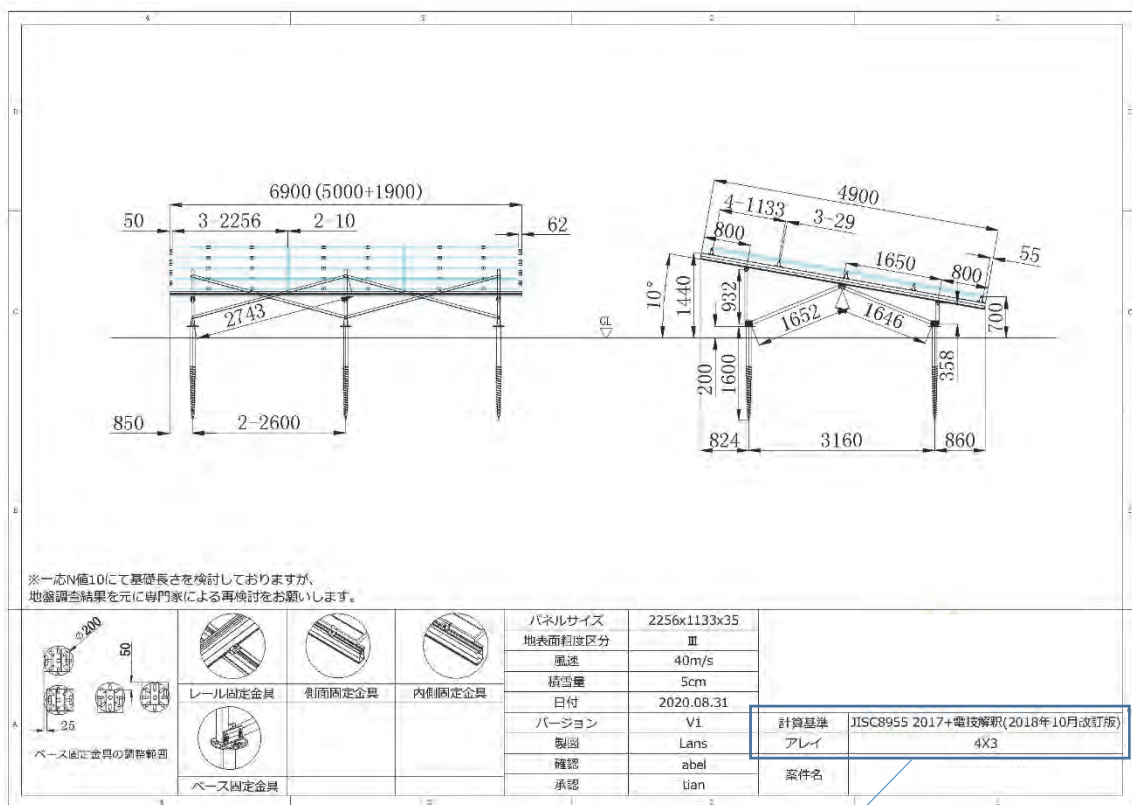 4 3 2 1
D
D
C
C
B
B
A
A
6900(5000+1900)
50
3-2256
2-10
62
2743
850
2-2600
GL
4900
4-1133
3-29
800
1650
800
55
10°
1440
932
1652
1646
700
358
200
1600
824
3160
860
※一応N値10にて基礎長さを検討しておりますが、
地盤調査結果を元に専門家による再検討をお願いします。
φ200
50
25
ベース固定金具の調整範囲
レール固定金具
側面固定金具
内側固定金具
ベース固定金具
パネルサイズ 2256x1133x35
地表面粗度区分 Ⅲ
風速 40m/s
積雪量 5cm
日付 2020.08.31
バージョン V1
製図 Lans
確認 abel
承認 tian
計算基準 JISC8955 2017+電技解釈(2018年10月改訂版)
アレイ 4X3
案件名
4 3 2 1